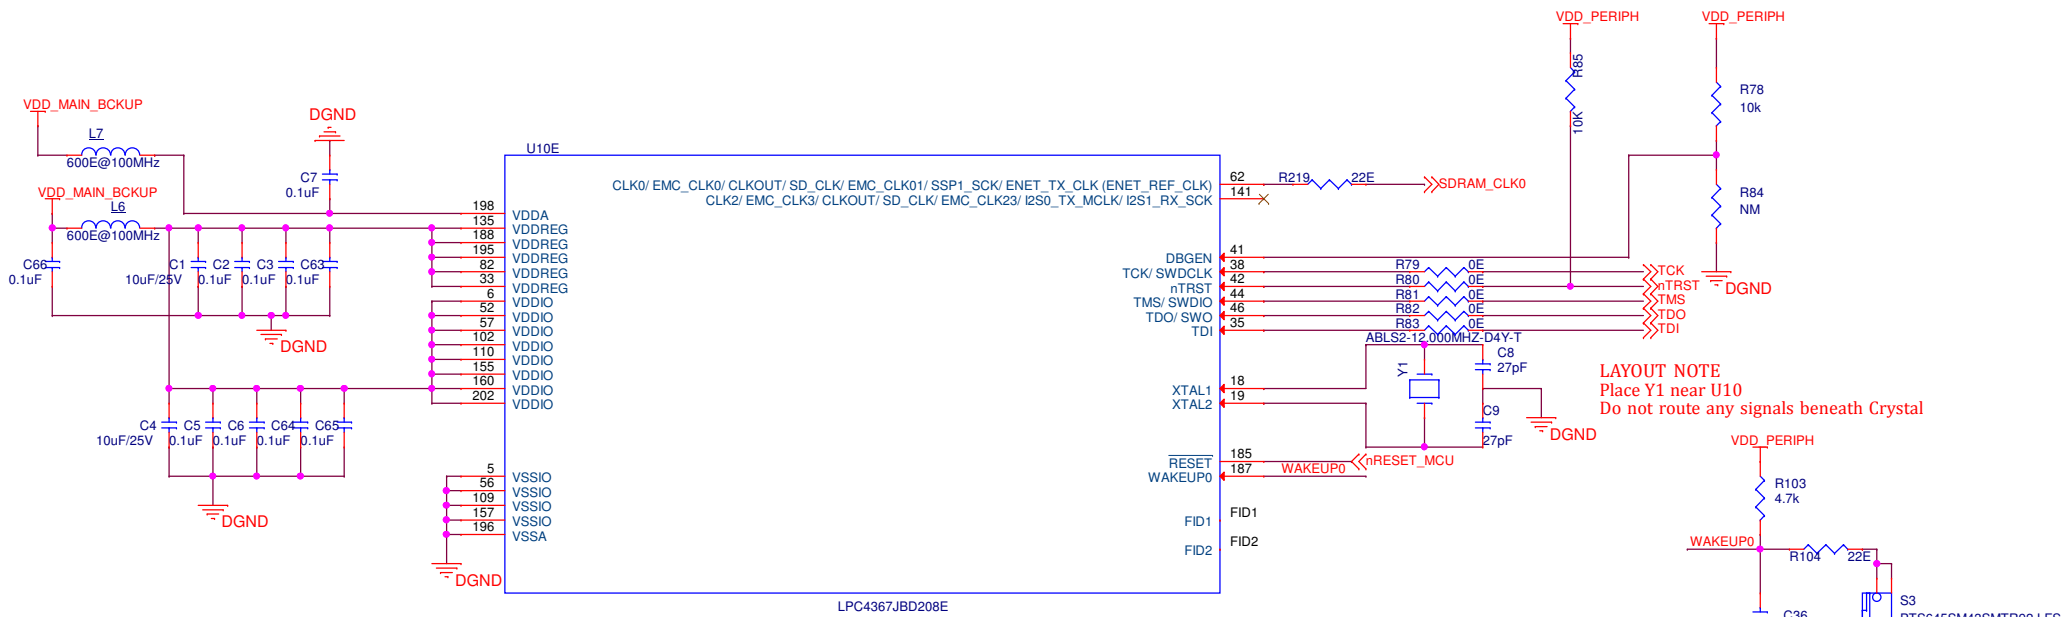 VDD_PERIPH
VDD_PERIPH
R85
10K
R78
10k
VDD_MAIN_BCKUP
L7
600E@100MHz
DGND
C7
0.1uF
VDD_MAIN_BCKUP
L6
600E@100MHz
U10E
CLK0/ EMC_CLK0/ CLKOUT/ SD_CLK/ EMC_CLK01/ SSP1_SCK/ ENET_TX_CLK (ENET_REF_CLK)
62
R219
22E
SDRAM_CLK0
CLK2/ EMC_CLK3/ CLKOUT/ SD_CLK/ EMC_CLK23/ I2S0_TX_MCLK/ I2S1_RX_SCK
141
R84
NM
DGND
198
VDDA
135
VDDREG
188
VDDREG
195
VDDREG
82
VDDREG
33
VDDREG
6
VDDIO
52
VDDIO
57
VDDIO
102
VDDIO
110
VDDIO
155
VDDIO
160
VDDIO
202
VDDIO
C66
0.1uF
C1
10uF/25V
C2
0.1uF
C3
0.1uF
C63
0.1uF
DGND
C4
10uF/25V
C5
0.1uF
C6
0.1uF
C64
0.1uF
C65
0.1uF
DGND
5
VSSIO
56
VSSIO
109
VSSIO
157
VSSIO
196
VSSA
DGND
DBGEN
41
TCK/ SWDCLK
38
R79
0E
TCK
nTRST
42
R80
0E
nTRST
TMS/ SWDIO
44
R81
0E
TMS
TDO/ SWO
46
R82
0E
TDO
TDI
35
R83
0E
TDI
ABLS2-12.000MHZ-D4Y-T
Y1
C8
27pF
C9
27pF
DGND
XTAL1
18
XTAL2
19
LAYOUT NOTE
Place Y1 near U10
Do not route any signals beneath Crystal
RESET
185
nRESET_MCU
WAKEUP0
187
WAKEUP0
FID1
FID1
FID2
FID2
LPC4367JBD208E
VDD_PERIPH
R103
4.7k
WAKEUP0
R104
22E
S3
C36